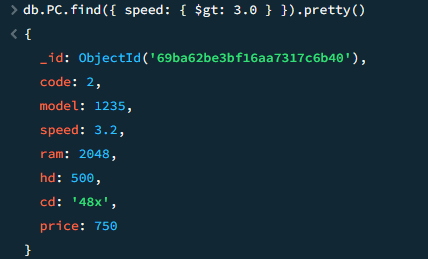 > db.PC.find({ speed: { $gt: 3.0 } }).pretty()
< {
_id: ObjectId('69ba62be3bf16aa7317c6b40'),
code: 2,
model: 1235,
speed: 3.2,
ram: 2048,
hd: 500,
cd: '48x',
price: 750
}